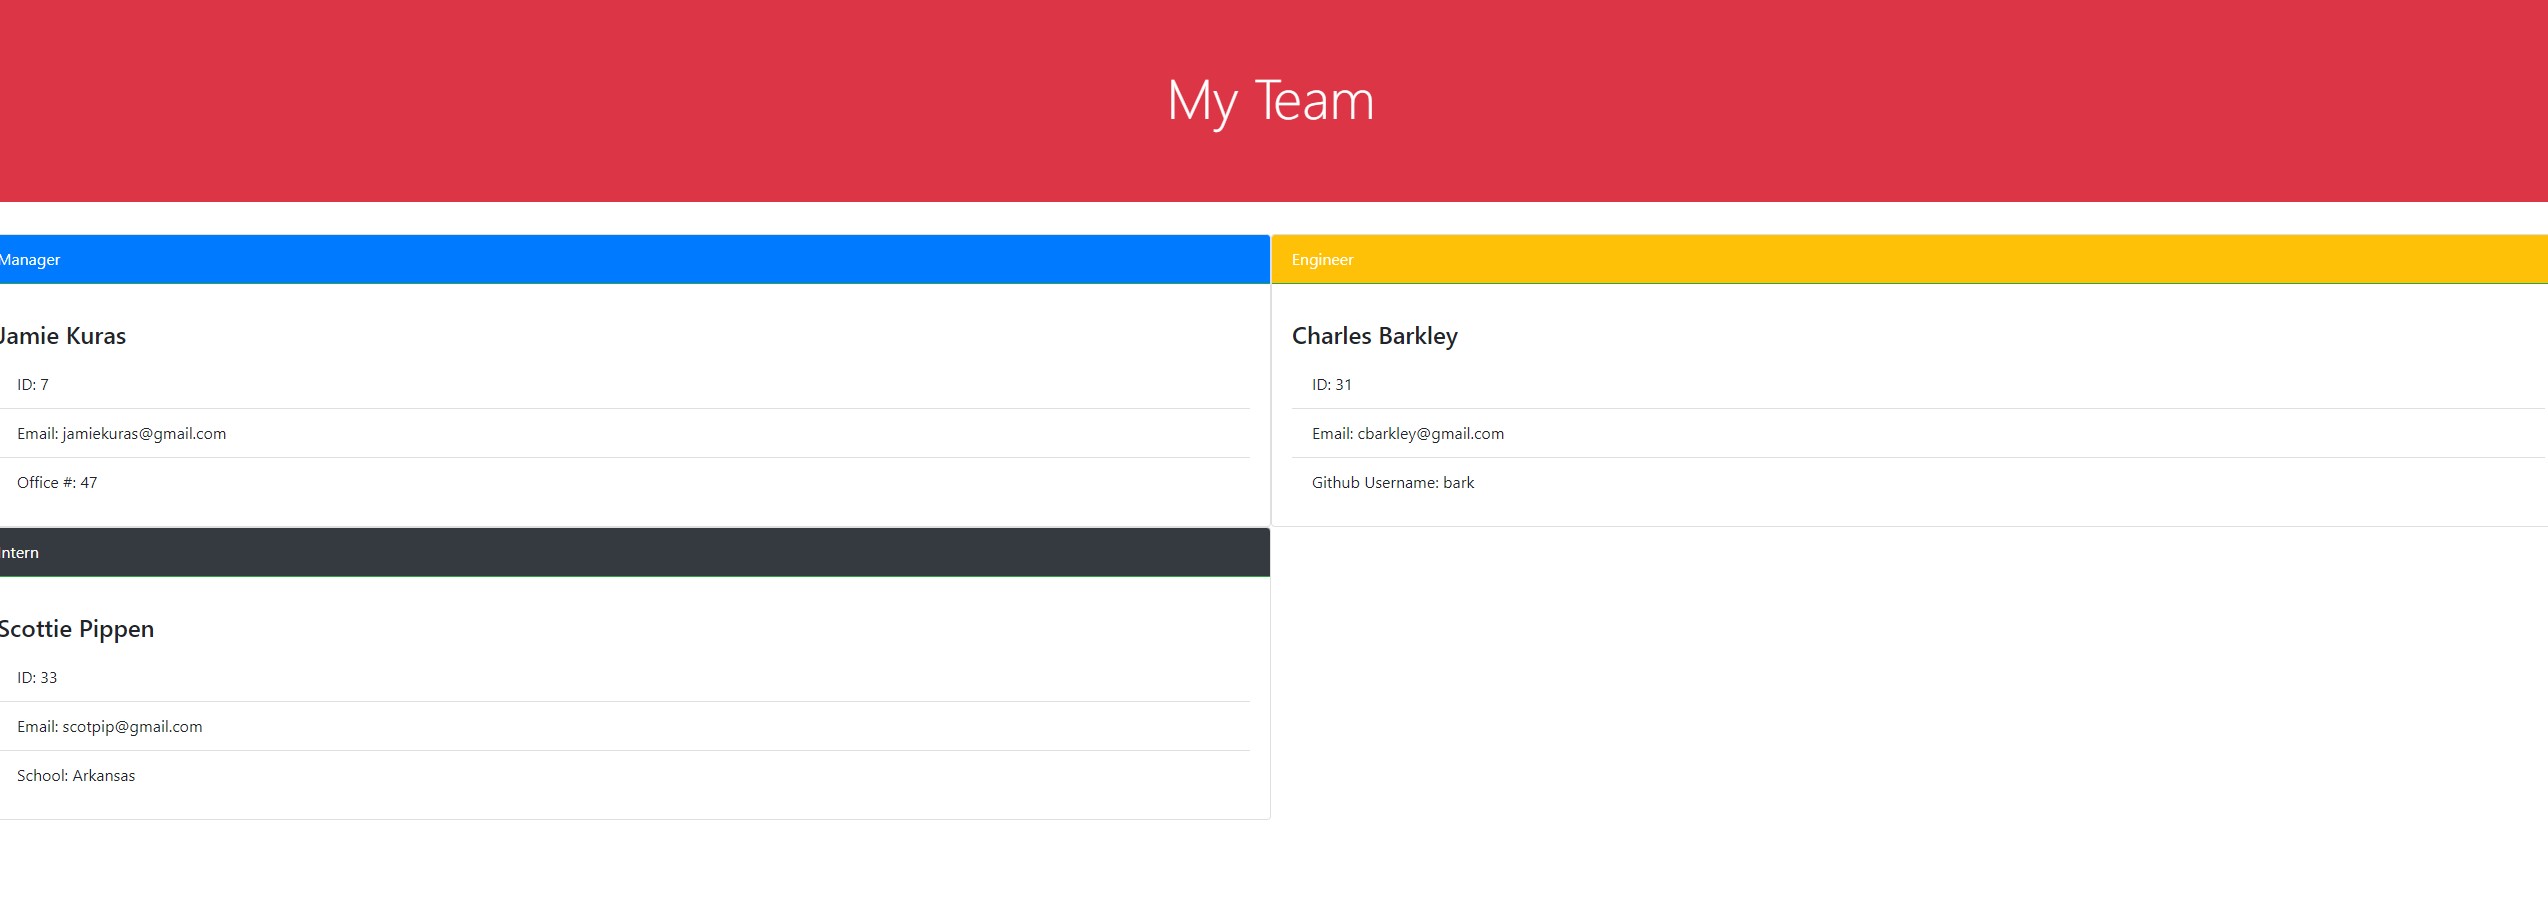 My Team
Manager
Jamie Kuras
ID: 7
Email: jamiekuras@gmail.com
Office #: 47
Engineer
Charles Barkley
ID: 31
Email: cbarkley@gmail.com
Github Username: bark
Intern
Scottie Pippen
ID: 33
Email: scotpip@gmail.com
School: Arkansas